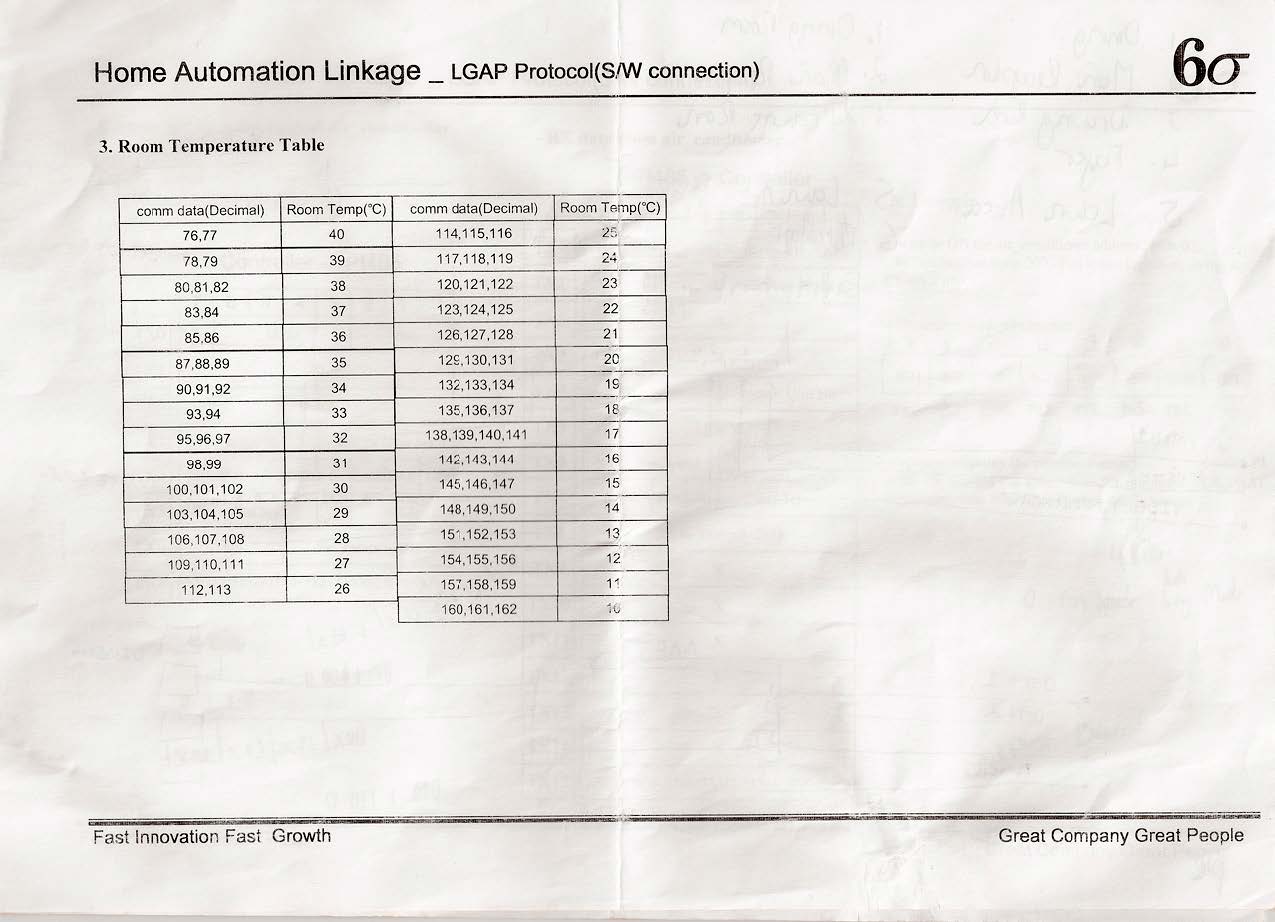 Home Automation Linkage _ LGAP Protocol(S/W connection)
6σ
3. Room Temperature Table
comm data(Decimal) Room Temp(℃) comm data(Decimal) Room Temp(℃)
76,77 40 114,115,116 25
78,79 39 117,118,119 24
80,81,82 38 120,121,122 23
83,84 37 123,124,125 22
85,86 36 126,127,128 21
87,88,89 35 129,130,131 20
90,91,92 34 132,133,134 19
93,94 33 135,136,137 18
95,96,97 32 138,139,140,141 17
98,99 31 142,143,144 16
100,101,102 30 145,146,147 15
103,104,105 29 148,149,150 14
106,107,108 28 151,152,153 13
109,110,111 27 154,155,156 12
112,113 26 157,158,159 11
160,161,162 10
Fast Innovation Fast Growth
Great Company Great People